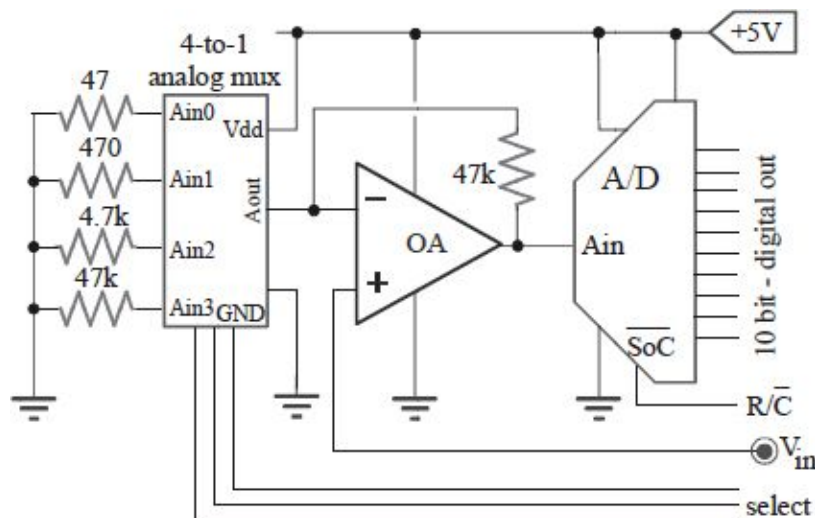 4-to-1
analog mux
+5V
47
Ain0
Vdd
470
Ain1
Aout
47k
A/D
4.7k
Ain2
−
OA
+
Ain
47k
Ain3
GND
SoC
10 bit - digital out
R/C
Vin
select